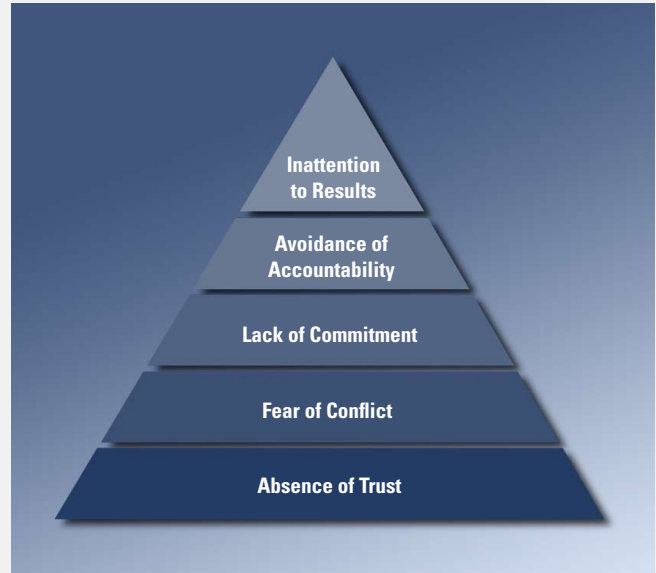 Inattention
to Results
Avoidance of
Accountability
Lack of Commitment
Fear of Conflict
Absence of Trust